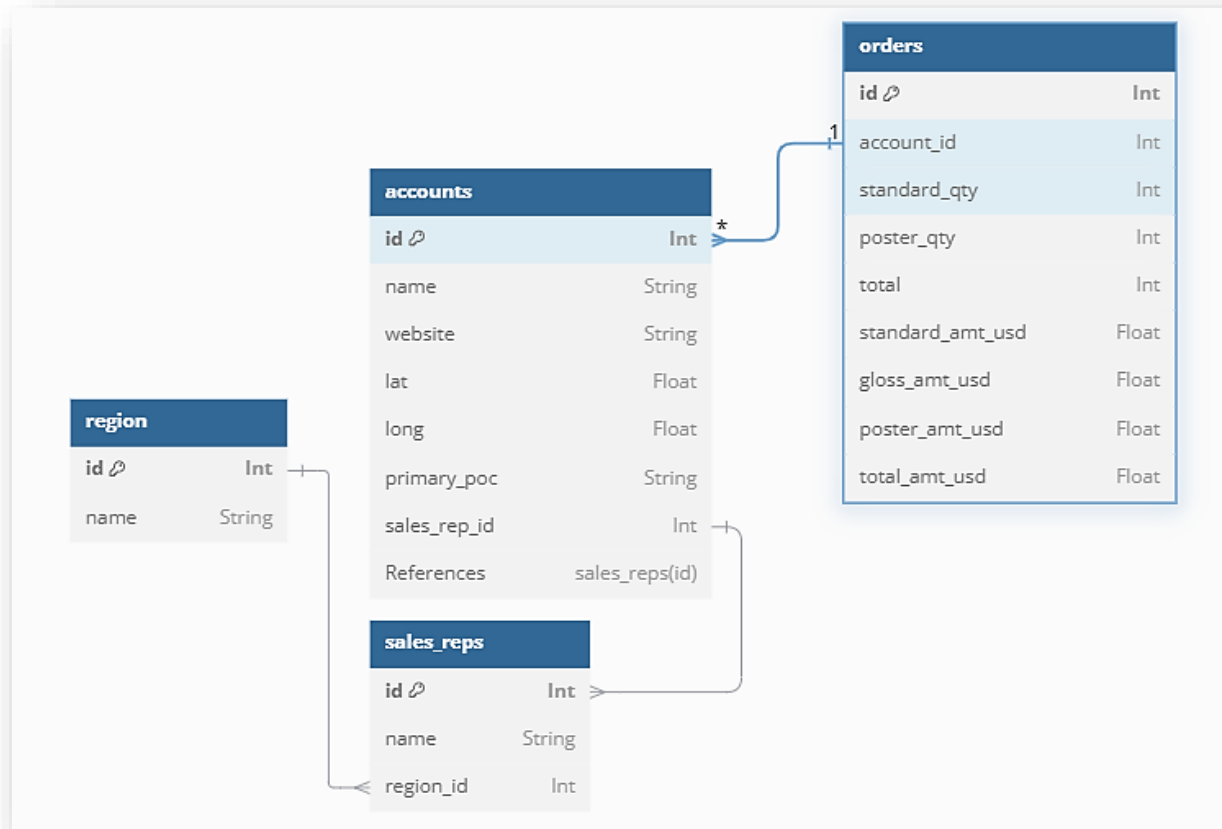 orders
id Int
account_id Int
standard_qty Int
poster_qty Int
total Int
standard_amt_usd Float
gloss_amt_usd Float
poster_amt_usd Float
total_amt_usd Float
1
*
accounts
id Int
name String
website String
lat Float
long Float
primary_poc String
sales_rep_id Int
References sales_reps(id)
region
id Int
name String
sales_reps
id Int
name String
region_id Int